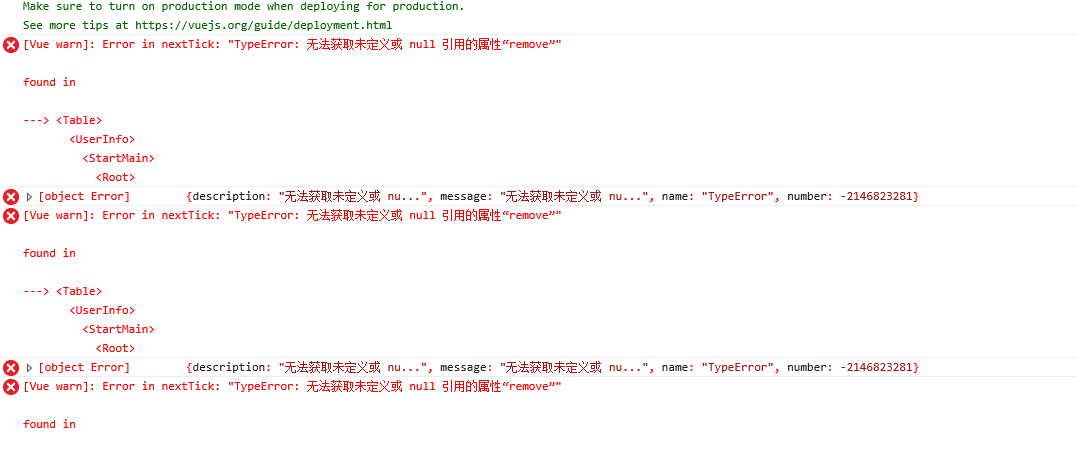 Make sure to turn on production mode when deploying for production.
See more tips at https://vuejs.org/guide/deployment.html
[Vue warn]: Error in nextTick: "TypeError: 无法获取未定义或 null 引用的属性“remove”"
found in
---> <Table>
<UserInfo>
<StartMain>
<Root>
[object Error] {description: "无法获取未定义或 nu...", message: "无法获取未定义或 nu...", name: "TypeError", number: -2146823281}
[Vue warn]: Error in nextTick: "TypeError: 无法获取未定义或 null 引用的属性“remove”"
found in
---> <Table>
<UserInfo>
<StartMain>
<Root>
[object Error] {description: "无法获取未定义或 nu...", message: "无法获取未定义或 nu...", name: "TypeError", number: -2146823281}
[Vue warn]: Error in nextTick: "TypeError: 无法获取未定义或 null 引用的属性“remove”"
found in